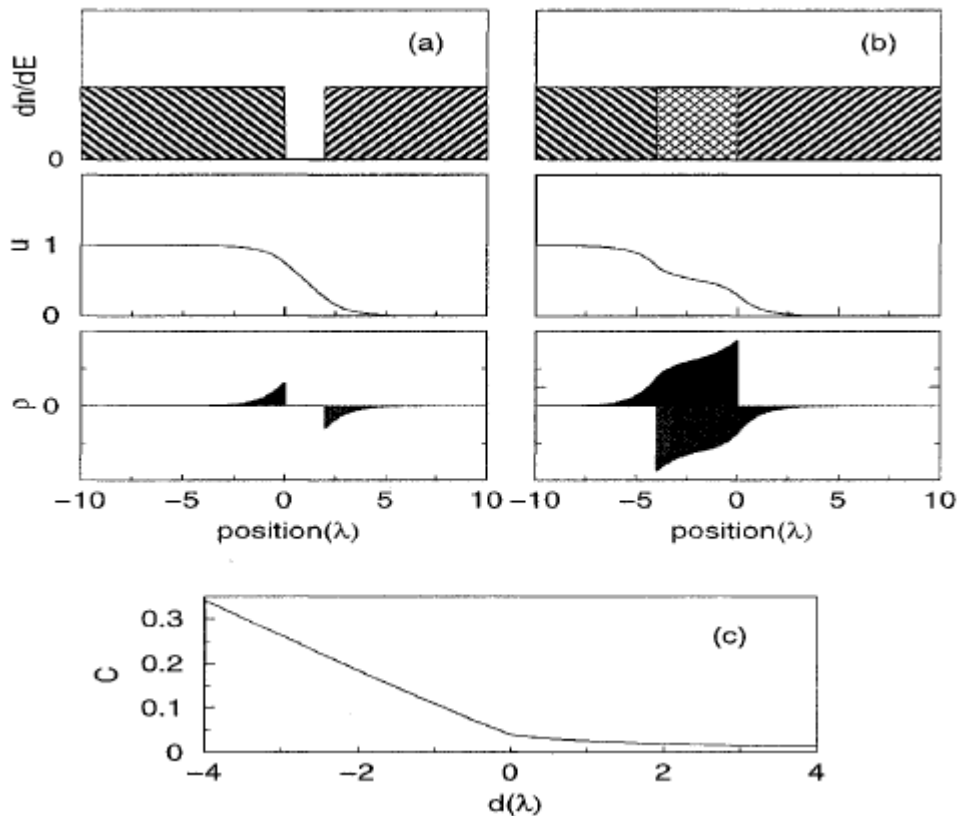 (a)
(b)
dn/dE
0
u
1
0
ρ
0
-10 -5 0 5 10
-10 -5 0 5 10
position(λ)
position(λ)
(c)
C
0.3
0.2
0.1
0
-4 -2 0 2 4
d(λ)